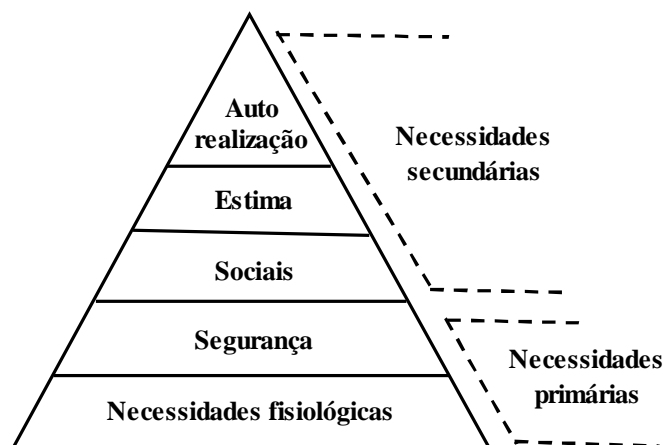 Auto
realização
Necessidades
secundárias
Estima
Sociais
Segurança
Necessidades
primárias
Necessidades fisiológicas